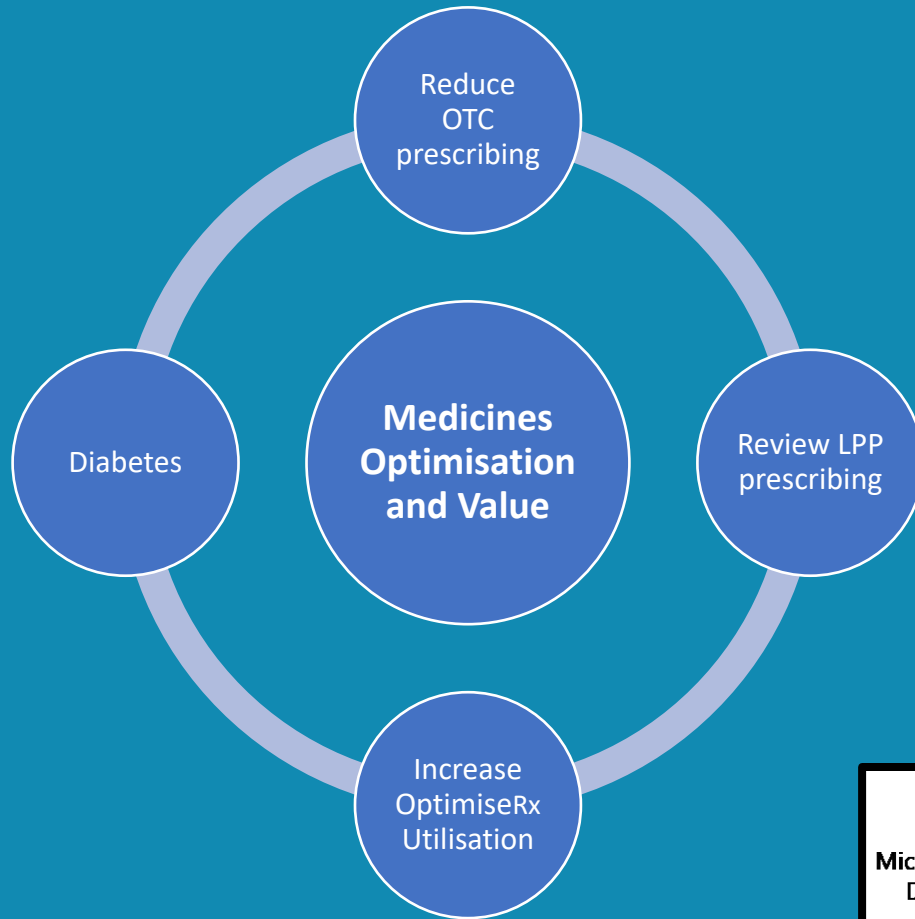 Reduce
OTC
prescribing
Diabetes
Medicines
Optimisation
and Value
Review LPP
prescribing
Increase
OptimiseRx
Utilisation